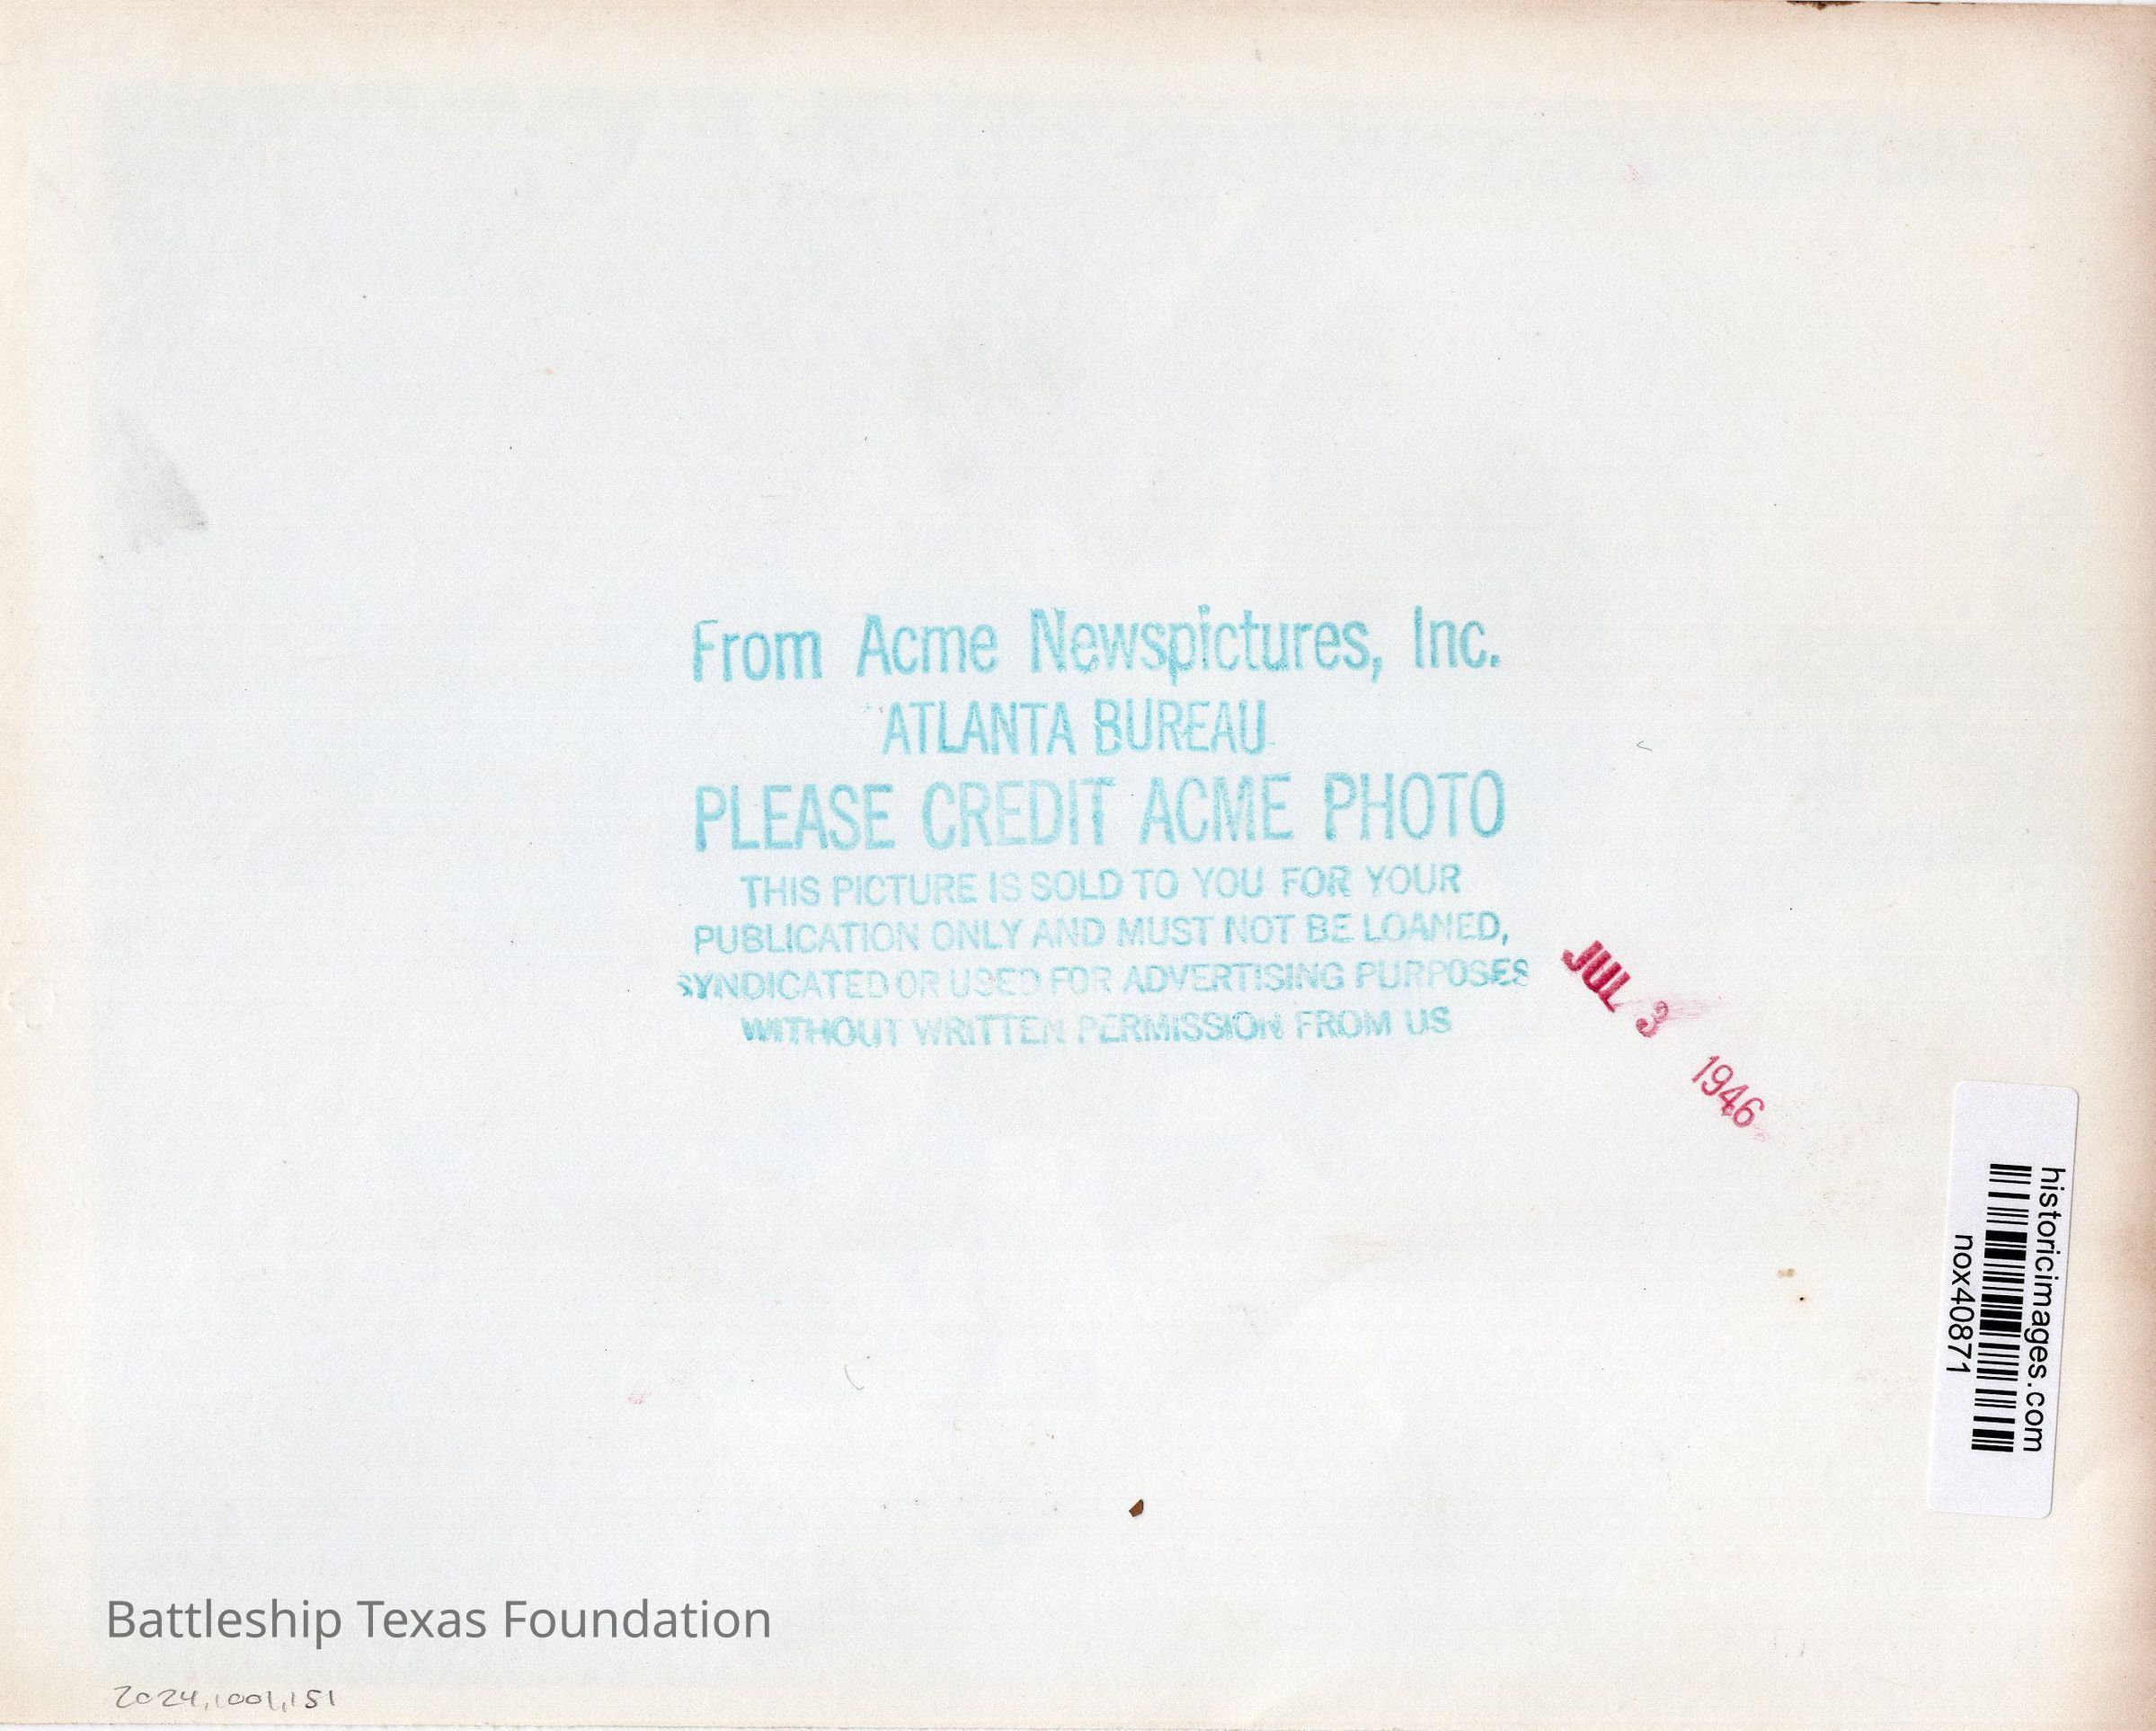 From Acme Newspictures, Inc.
ATLANTA BUREAU
PLEASE CREDIT ACME PHOTO
THIS PICTURE IS SOLD TO YOU FOR YOUR
PUBLICATION ONLY AND MUST NOT BE LOANED,
SYNDICATED OR USED FOR ADVERTISING PURPOSES
WITHOUT WRITTEN PERMISSION FROM US
JUL 3 1946
historicimages.com
nox40871
Battleship Texas Foundation
2024.1001.151